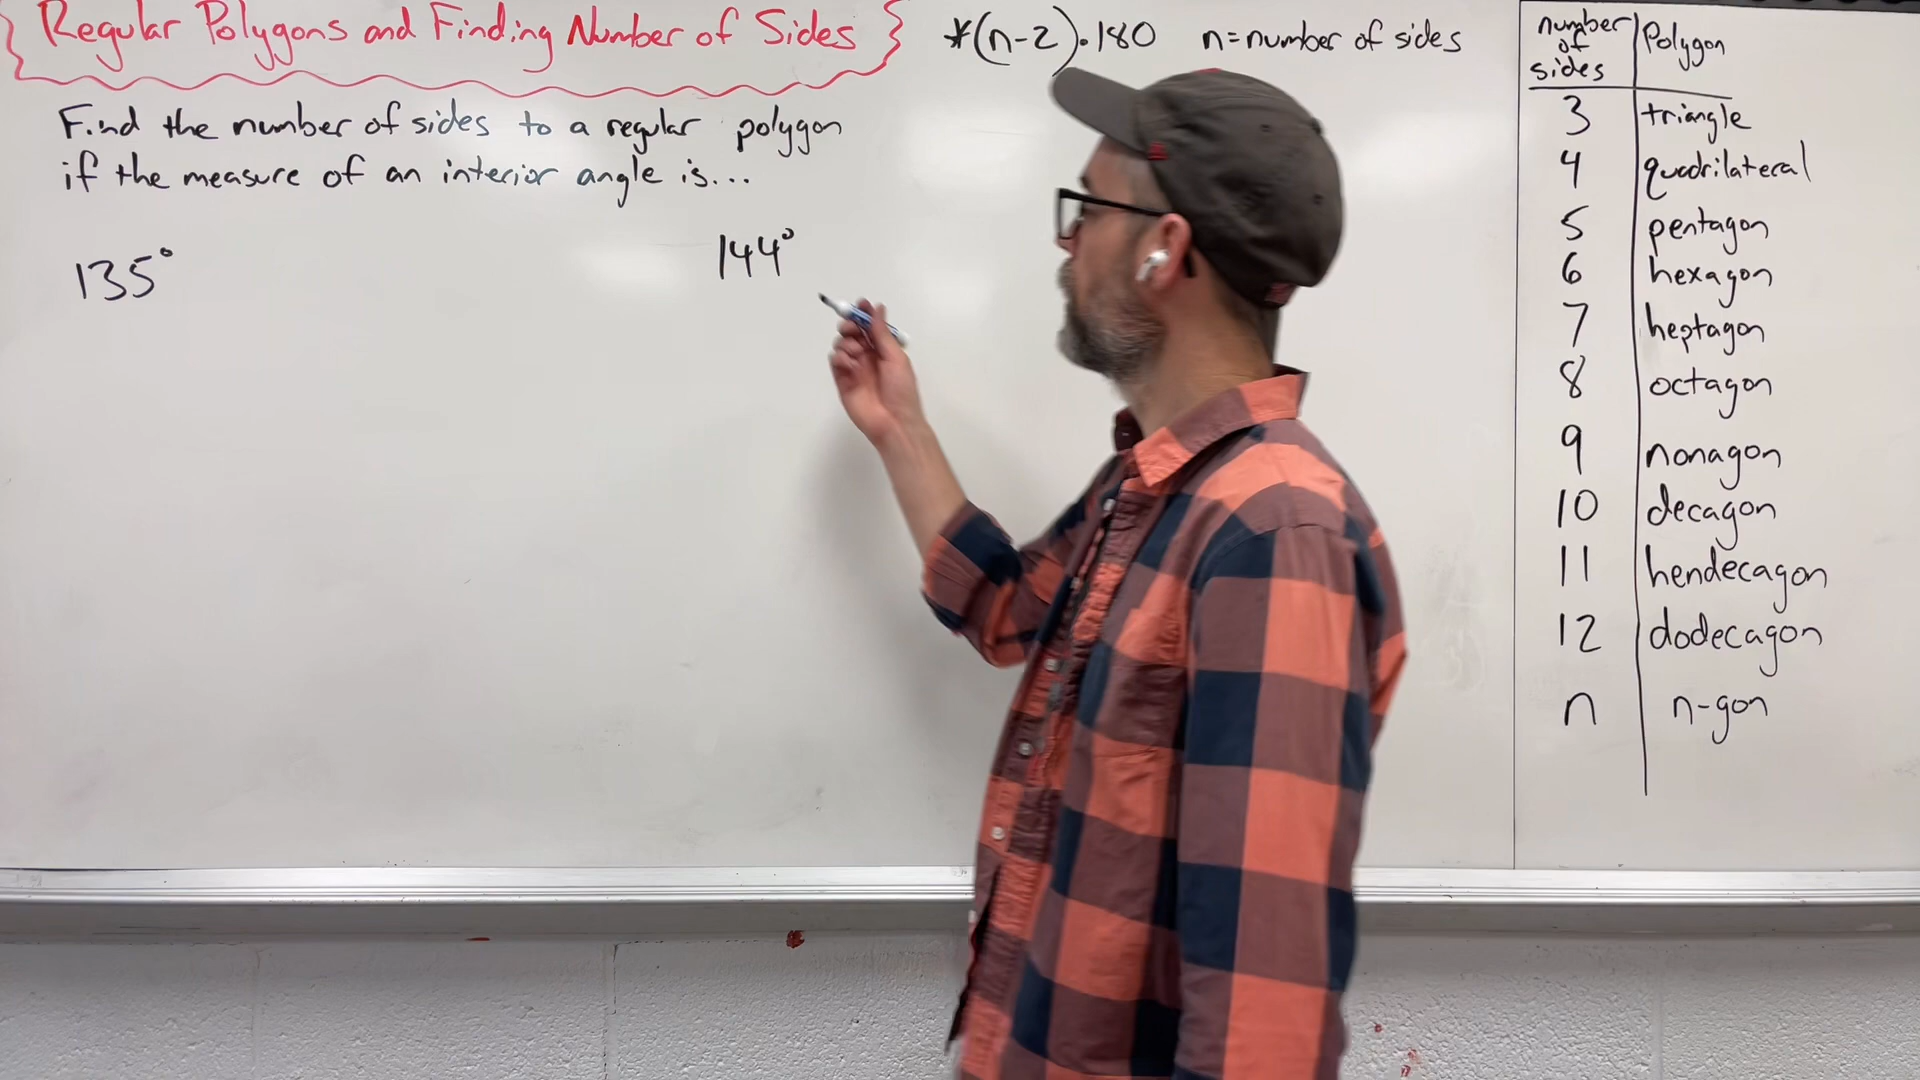 Regular Polygons and Finding Number of Sides
*(n-2)·180 n=number of sides
Find the number of sides to a regular polygon
if the measure of an interior angle is...
135°
144°
number of sides Polygon
3 triangle
4 quadrilateral
5 pentagon
6 hexagon
7 heptagon
8 octagon
9 nonagon
10 decagon
11 hendecagon
12 dodecagon
n n-gon